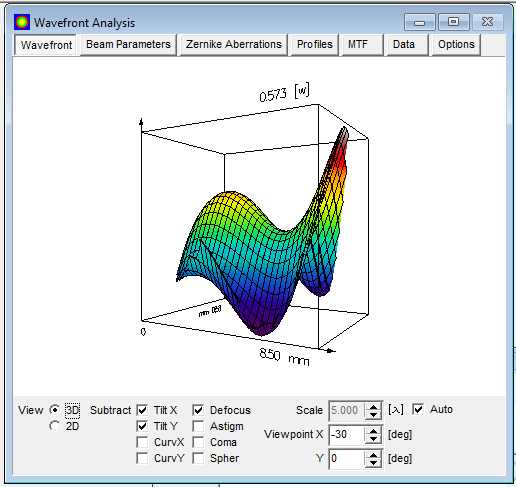 Wavefront Analysis
Wavefront Beam Parameters Zernike Aberrations Profiles MTF Data Options
0.573 [w]
0
8.50 mm
View 3D Subtract Tilt X Defocus Scale 5.000 [λ] Auto
2D Tilt Y Astigm Viewpoint X -30 [deg]
CurvX Coma
CurvY Spher Y 0 [deg]